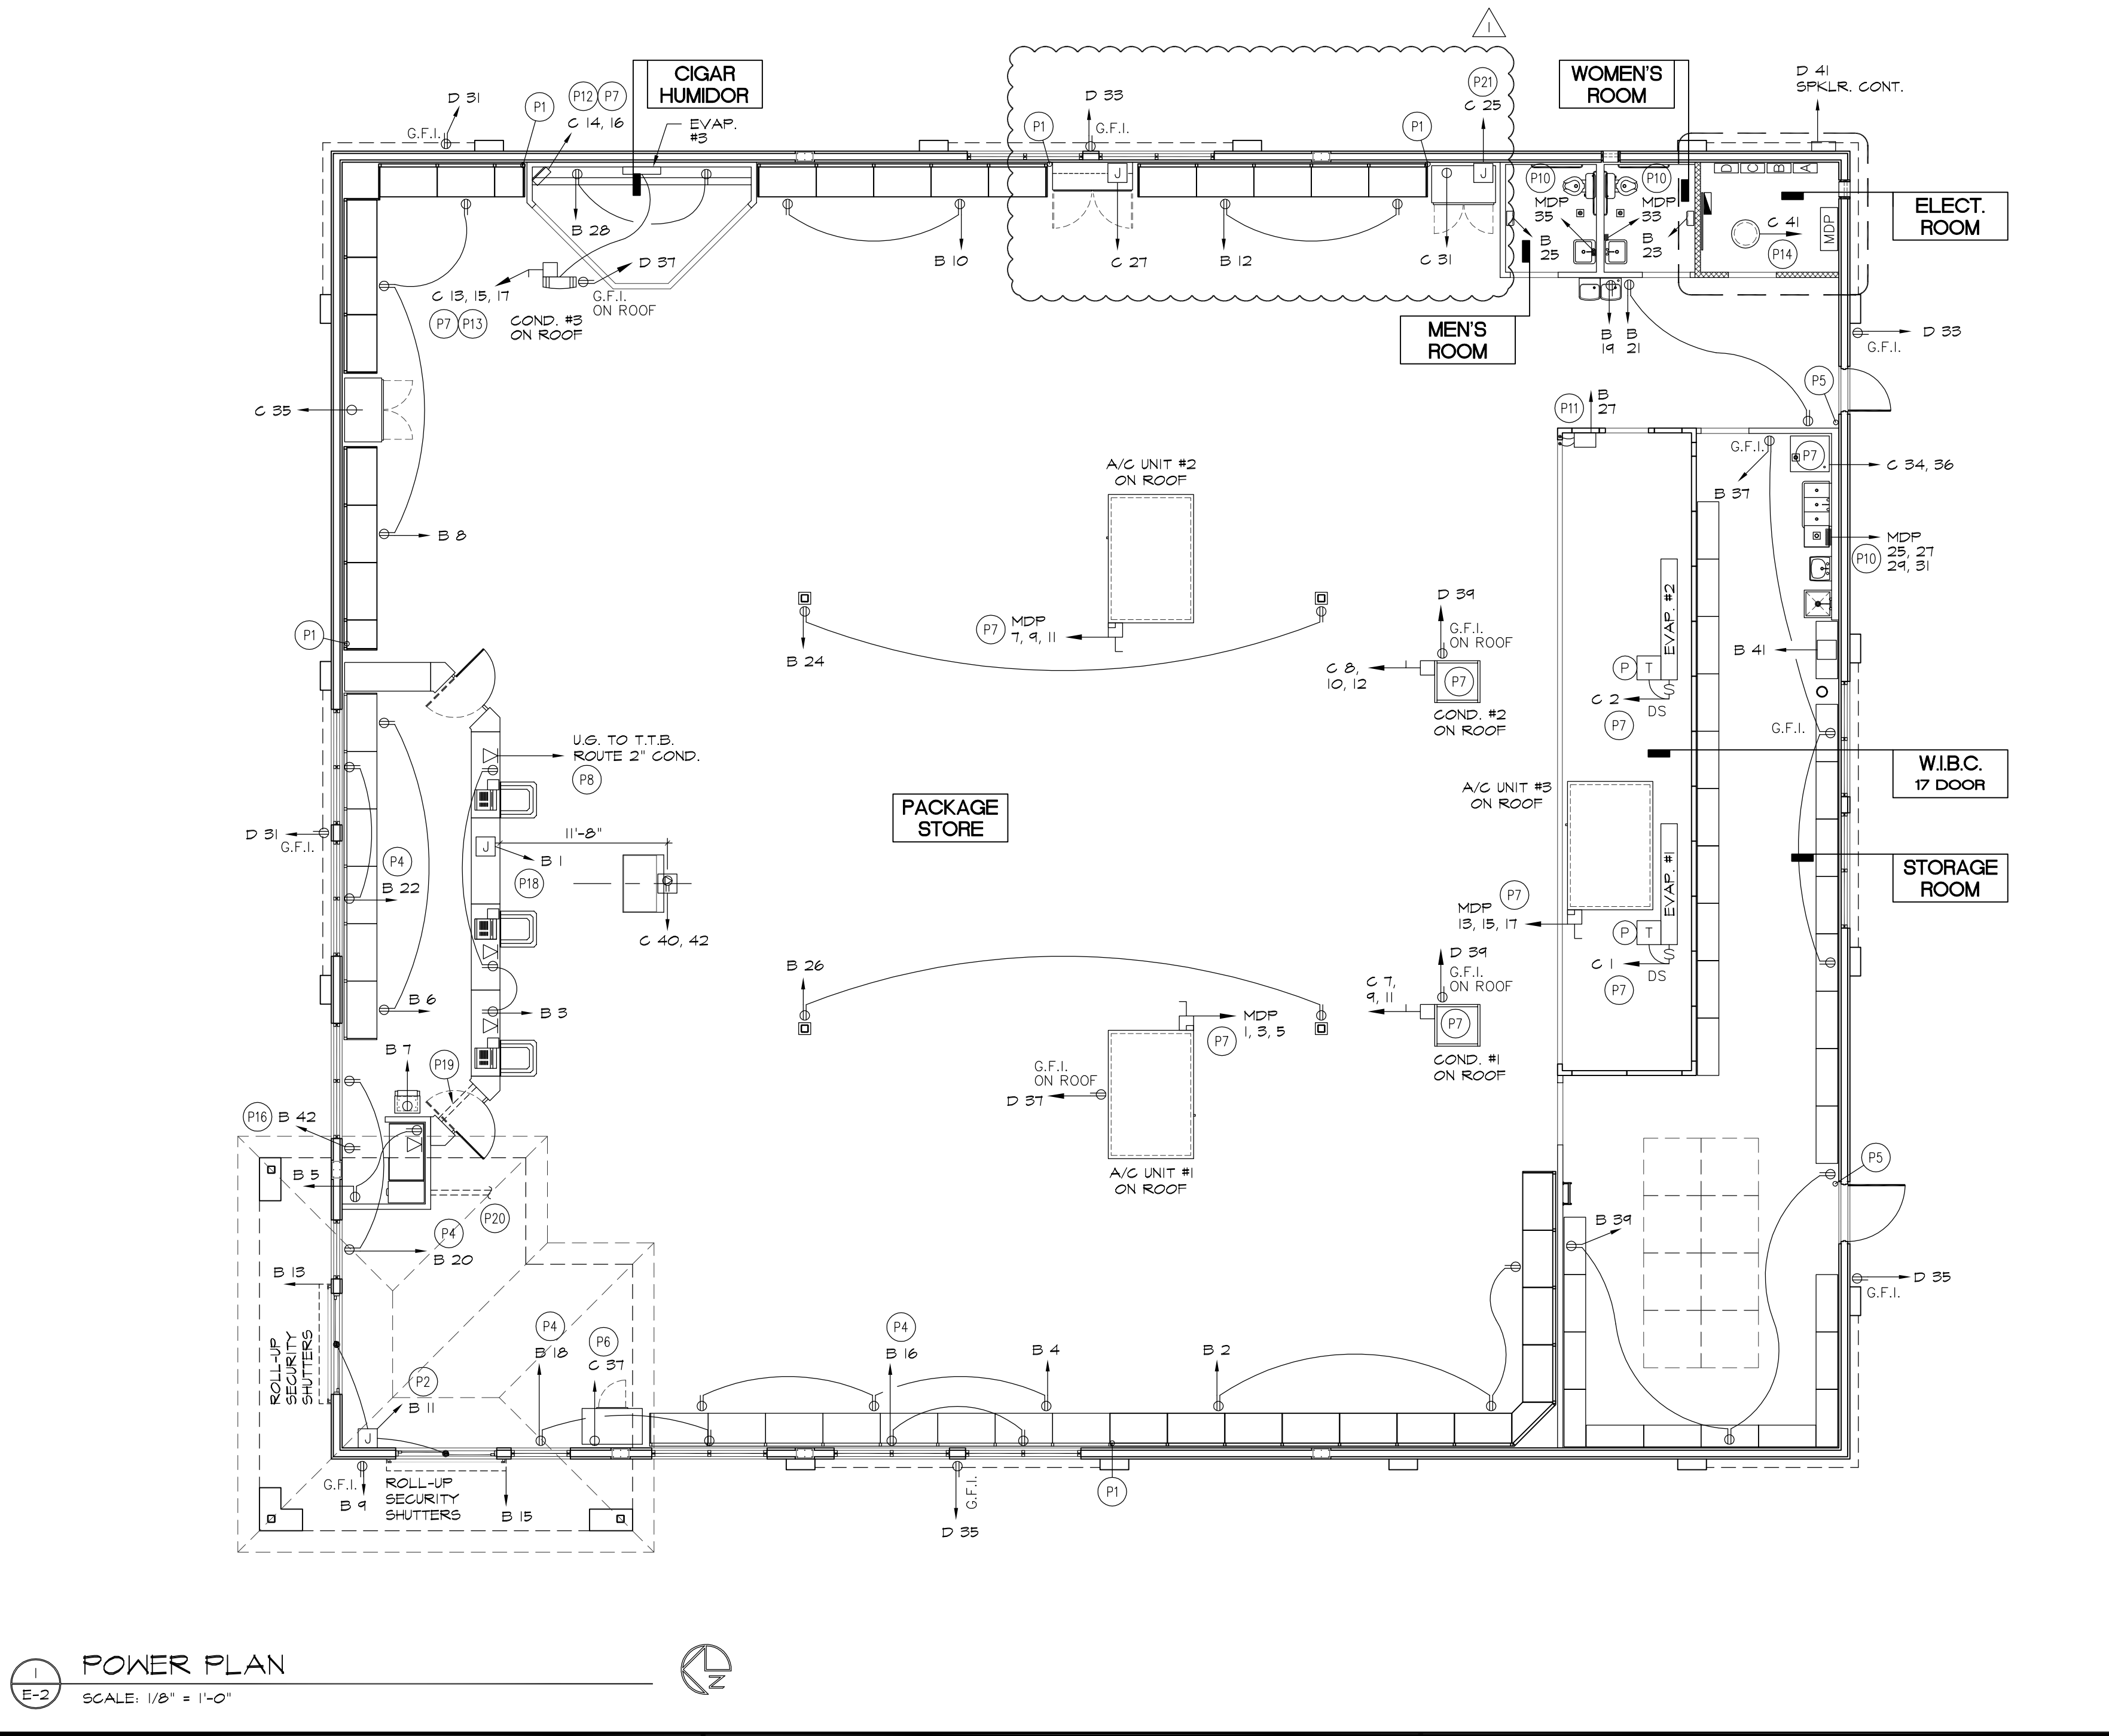 1
P21
C 25
CIGAR
HUMIDOR
WOMEN'S
ROOM
D 41
SPKLR. CONT.
D 31
G.F.I.
P1
P12
P7
C 14, 16
EVAP.
#3
D 33
G.F.I.
P1
P1
J
J
P10
P10
D
C
B
A
MDP
35
MDP
33
C 41
MDP
P14
ELECT.
ROOM
B 28
D 37
G.F.I.
ON ROOF
B 10
C 27
B 12
C 31
B
25
B
23
C 13, 15, 17
P7
P13
COND. #3
ON ROOF
MEN'S
ROOM
B
19
B
21
D 33
G.F.I.
C 35
P5
P11
B
27
G.F.I.
P7
C 34, 36
B 37
A/C UNIT #2
ON ROOF
B 8
MDP
25, 27
29, 31
P10
P1
P7
MDP
7, 9, 11
D 39
G.F.I.
ON ROOF
B 24
C 8,
10, 12
P7
COND. #2
ON ROOF
EVAP. #2
P
T
S
C 2
DS
P7
B 41
G.F.I.
U.G. TO T.T.B.
ROUTE 2" COND.
P8
W.I.B.C.
17 DOOR
A/C UNIT #3
ON ROOF
PACKAGE
STORE
D 31
G.F.I.
11'-8"
J
B 1
P4
B 22
P18
C 40, 42
EVAP. #1
STORAGE
ROOM
P7
MDP
13, 15, 17
P
T
S
C 1
DS
P7
B 26
D 39
G.F.I.
ON ROOF
C 7,
9, 11
P7
COND. #1
ON ROOF
B 6
B 3
MDP
1, 3, 5
P7
B 7
P19
G.F.I.
ON ROOF
D 37
P16
B 42
A/C UNIT #1
ON ROOF
B 5
P5
P20
P4
B 20
B 39
B 13
D 35
G.F.I.
ROLL-UP
SECURITY
SHUTTERS
P4
B 18
P6
C 37
P4
B 16
B 4
B 2
P2
B 11
J
G.F.I.
B 9
ROLL-UP
SECURITY
SHUTTERS
B 15
G.F.I.
D 35
P1
1
E-2
POWER PLAN
SCALE: 1/8" = 1'-0"
N